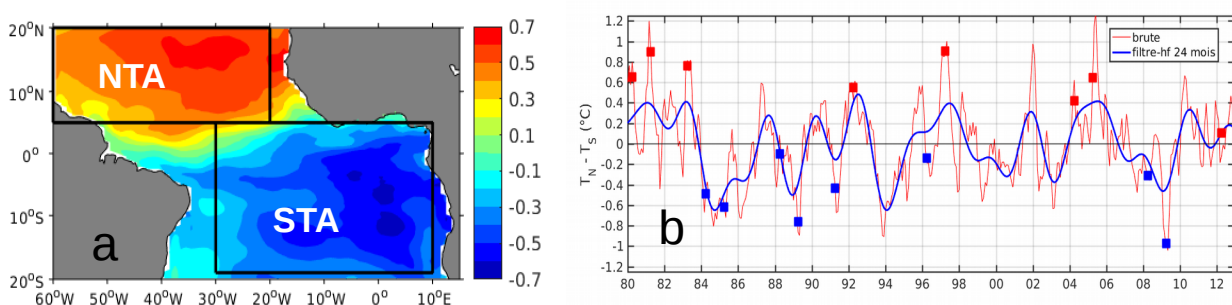 20°N
10°N
0°
10°S
20°S
60°W 50°W 40°W 30°W 20°W 10°W 0° 10°E
NTA
STA
a
0.7
0.5
0.3
0.1
-0.1
-0.3
-0.5
-0.7
T_N - T_S (°C)
1.2
1
0.8
0.6
0.4
0.2
0
-0.2
-0.4
-0.6
-0.8
-1
-1.2
80 82 84 86 88 90 92 94 96 98 00 02 04 06 08 10 12
brute
filtre-hf 24 mois
b